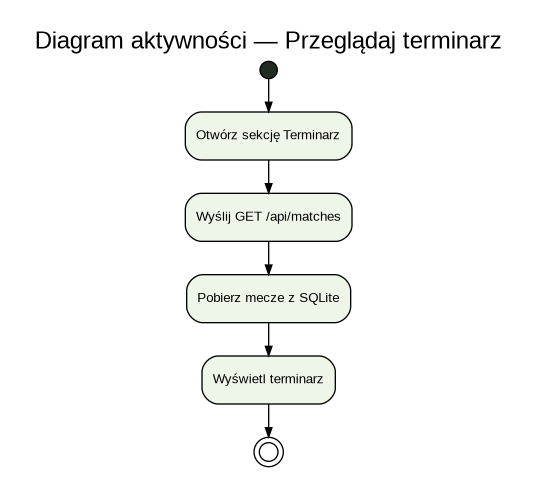 Diagram aktywności — Przeglądaj terminarz
Otwórz sekcję Terminarz
Wyślij GET /api/matches
Pobierz mecze z SQLite
Wyświetl terminarz